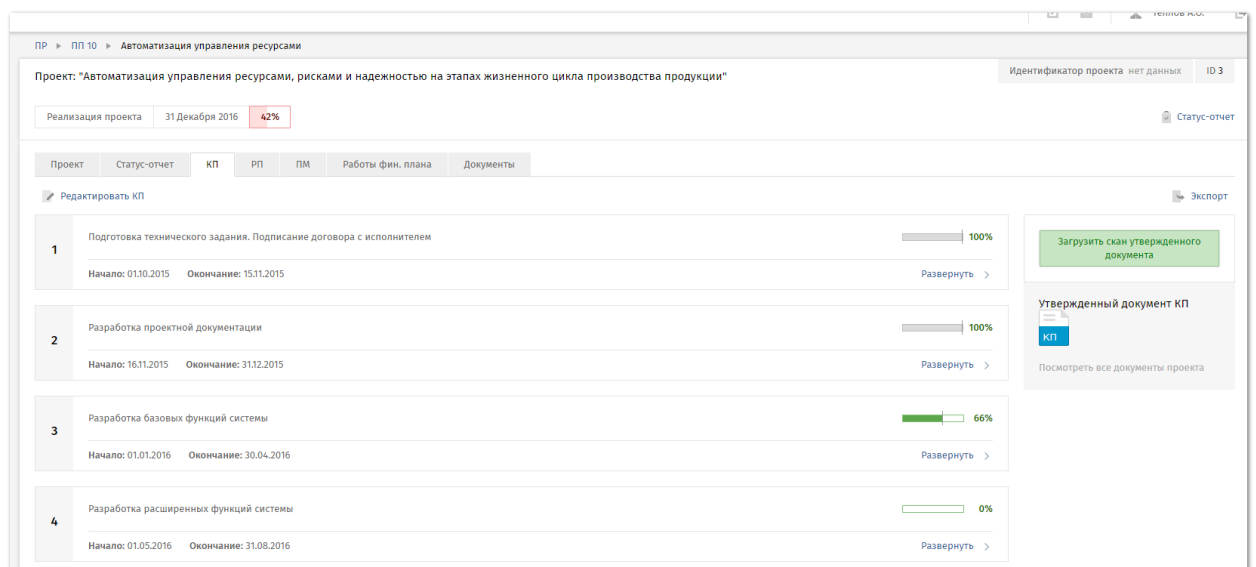 Теплов А.О.
ПР ▸ ПП 10 ▸ Автоматизация управления ресурсами
Проект: "Автоматизация управления ресурсами, рисками и надежностью на этапах жизненного цикла производства продукции"
Идентификатор проекта нет данных ID 3
Реализация проекта 31 Декабря 2016 42%
Статус-отчет
Проект Статус-отчет КП РП ПМ Работы фин. плана Документы
Редактировать КП
Экспорт
1
Подготовка технического задания. Подписание договора с исполнителем 100%
Начало: 01.10.2015 Окончание: 15.11.2015 Развернуть
2
Разработка проектной документации 100%
Начало: 16.11.2015 Окончание: 31.12.2015 Развернуть
3
Разработка базовых функций системы 66%
Начало: 01.01.2016 Окончание: 30.04.2016 Развернуть
4
Разработка расширенных функций системы 0%
Начало: 01.05.2016 Окончание: 31.08.2016 Развернуть
Загрузить скан утвержденного
документа
Утвержденный документ КП
КП
Посмотреть все документы проекта